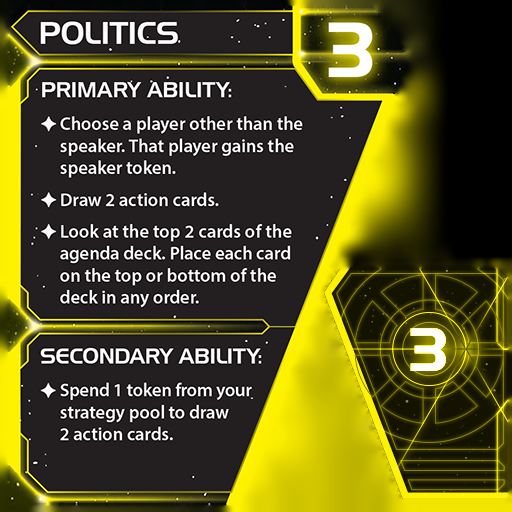 POLITICS
3
PRIMARY ABILITY:
Choose a player other than the
speaker. That player gains the
speaker token.
Draw 2 action cards.
Look at the top 2 cards of the
agenda deck. Place each card
on the top or bottom of the
deck in any order.
SECONDARY ABILITY:
Spend 1 token from your
strategy pool to draw
2 action cards.
3